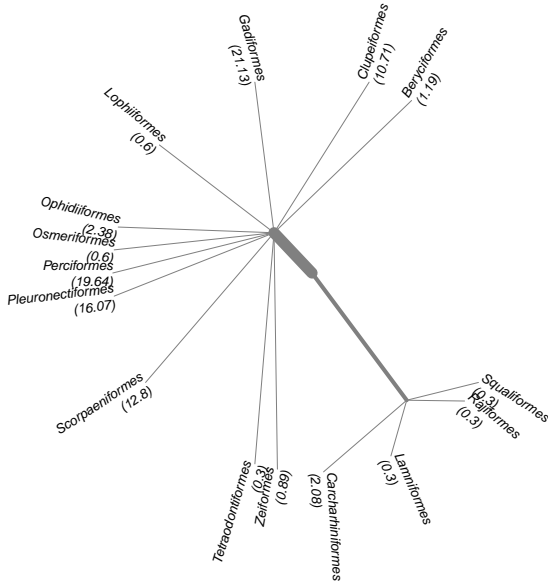 Gadiformes
(21.13)
Clupeiformes
(10.71)
Beryciformes
(1.19)
Lophiiformes
(0.6)
Ophidiiformes
(2.38)
Osmeriformes
(0.6)
Perciformes
(19.64)
Pleuronectiformes
(16.07)
Scorpaeniformes
(12.8)
Tetraodontiformes
(0.3)
Zeiformes
(0.89)
Carcharhiniformes
(2.08)
Lamniformes
(0.3)
Squaliformes
(0.3)
Rajiformes
(0.3)